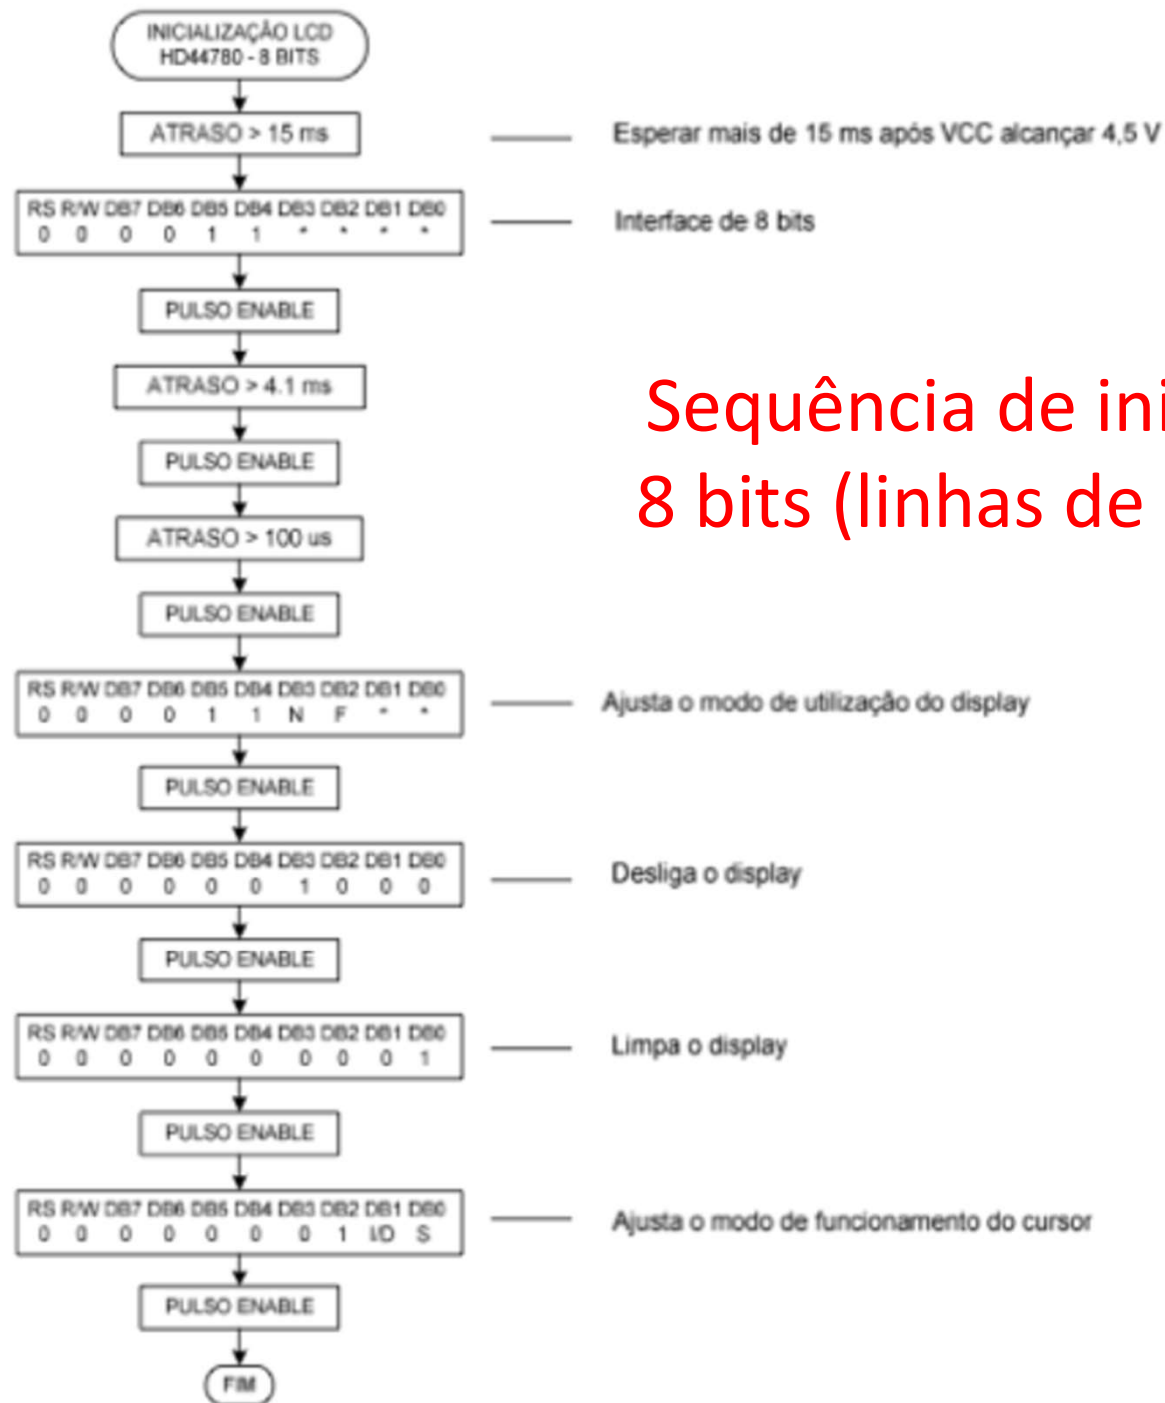 INICIALIZAÇÃO LCD
HD44780 - 8 BITS
ATRASO > 15 ms
Esperar mais de 15 ms após VCC alcançar 4,5 V
RS R/W DB7 DB6 DB5 DB4 DB3 DB2 DB1 DB0
0 0 0 0 1 1 * * * *
Interface de 8 bits
PULSO ENABLE
ATRASO > 4.1 ms
Sequência de ini
8 bits (linhas de
PULSO ENABLE
ATRASO > 100 us
PULSO ENABLE
RS R/W DB7 DB6 DB5 DB4 DB3 DB2 DB1 DB0
0 0 0 0 1 1 N F * *
Ajusta o modo de utilização do display
PULSO ENABLE
RS R/W DB7 DB6 DB5 DB4 DB3 DB2 DB1 DB0
0 0 0 0 0 0 1 0 0 0
Desliga o display
PULSO ENABLE
RS R/W DB7 DB6 DB5 DB4 DB3 DB2 DB1 DB0
0 0 0 0 0 0 0 0 0 1
Limpa o display
PULSO ENABLE
RS R/W DB7 DB6 DB5 DB4 DB3 DB2 DB1 DB0
0 0 0 0 0 0 0 1 I/D S
Ajusta o modo de funcionamento do cursor
PULSO ENABLE
FIM